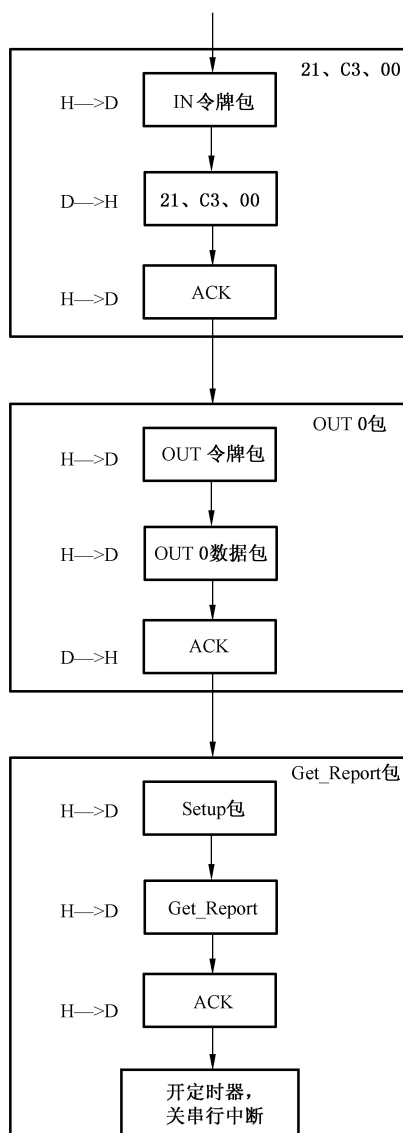 21、C3、00
H—>D
IN令牌包
D—>H
21、C3、00
H—>D
ACK
OUT 0包
H—>D
OUT 令牌包
H—>D
OUT 0数据包
D—>H
ACK
Get_Report包
H—>D
Setup包
H—>D
Get_Report
H—>D
ACK
开定时器，
关串行中断